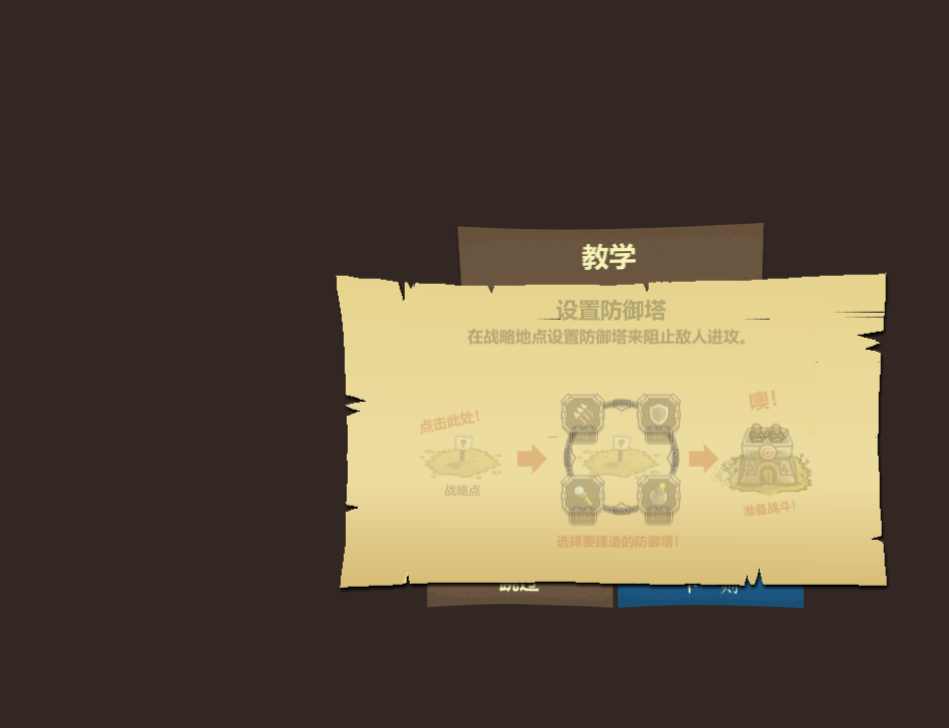 教学
设置防御塔
在战略地点设置防御塔来阻止敌人进攻。
点击此处！
噢！
战略点
准备战斗！
选择要建造的防御塔！